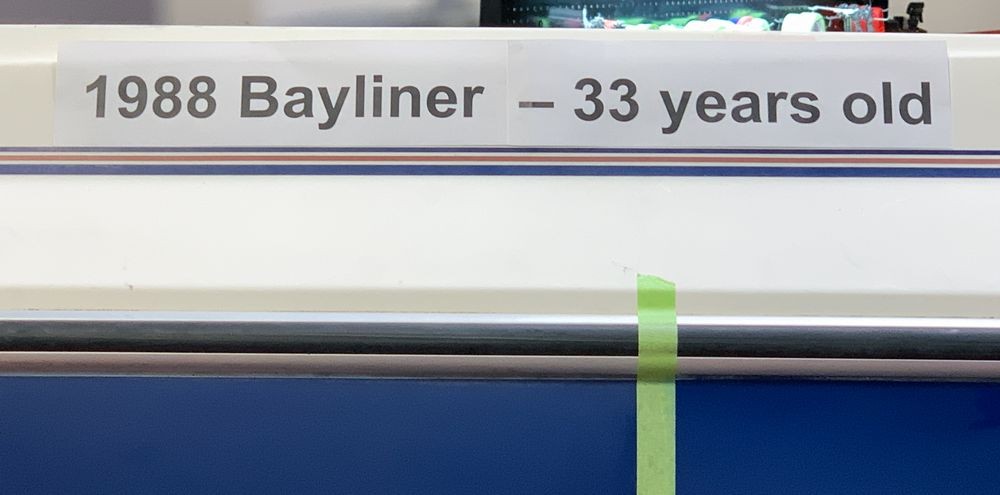 1988 Bayliner – 33 years old